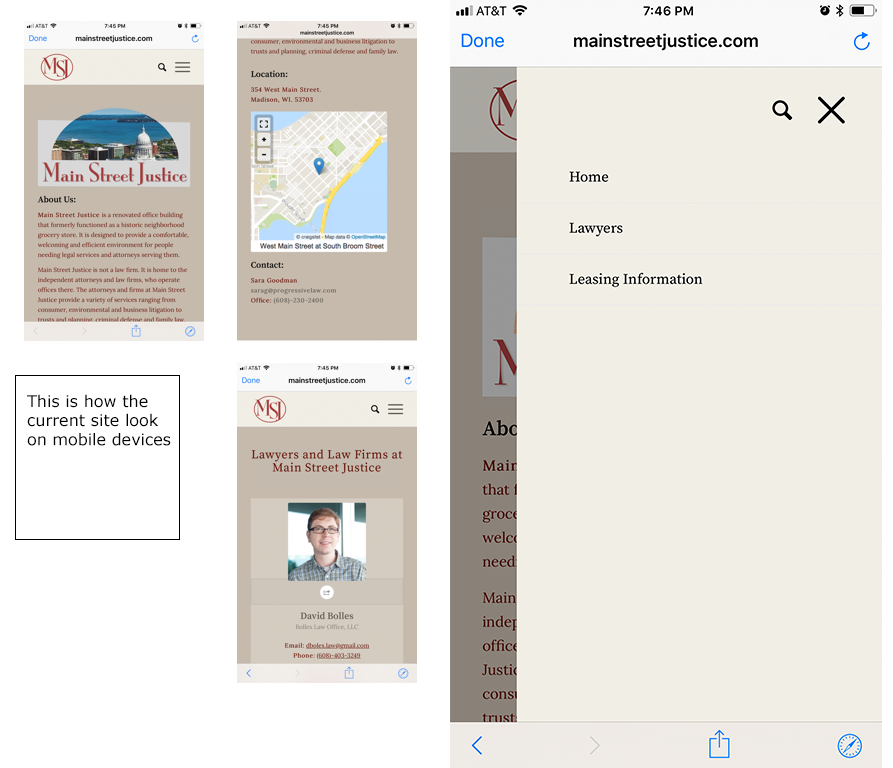 AT&T 7:45 PM
Done mainstreetjustice.com
MSJ
Main Street Justice
About Us:
Main Street Justice is a renovated office building
that formerly functioned as a historic neighborhood
grocery store. It is designed to provide a comfortable,
welcoming and efficient environment for people
needing legal services and attorneys serving them.
Main Street Justice is not a law firm. It is home to the
independent attorneys and law firms, who operate
offices there. The attorneys and firms at Main Street
Justice provide a variety of services ranging from
consumer, environmental and business litigation to
trusts and planning, criminal defense and family law.
AT&T 7:45 PM
mainstreetjustice.com
consumer, environmental and business litigation to
trusts and planning, criminal defense and family law.
Location:
354 West Main Street.
Madison, WI. 53703
+
−
© craigslist - Map data © OpenStreetMap
West Main Street at South Broom Street
Contact:
Sara Goodman
sarag@progressivelaw.com
Office: (608)-230-2400
This is how the
current site look
on mobile devices
AT&T 7:45 PM
Done mainstreetjustice.com
MSJ
Lawyers and Law Firms at
Main Street Justice
David Bolles
Bolles Law Office, LLC
Email: dboles.law@gmail.com
Phone: (608)-403-3249
AT&T 7:46 PM
Done mainstreetjustice.com
Home
Lawyers
Leasing Information
Abo
Main
that f
groce
welco
needi
Main
indep
office
Justic
consu
trusts